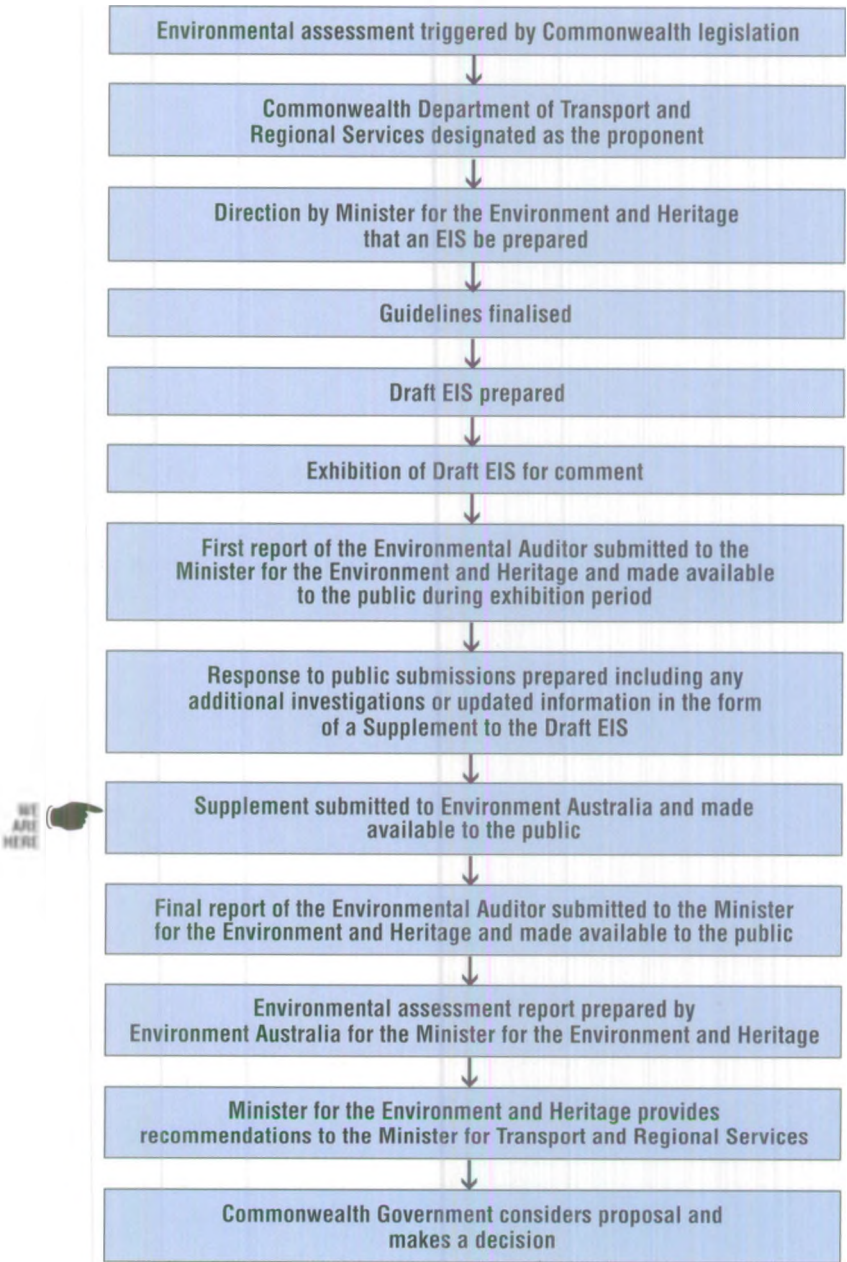 Environmental assessment triggered by Commonwealth legislation
Commonwealth Department of Transport and
Regional Services designated as the proponent
Direction by Minister for the Environment and Heritage
that an EIS be prepared
Guidelines finalised
Draft EIS prepared
Exhibition of Draft EIS for comment
First report of the Environmental Auditor submitted to the
Minister for the Environment and Heritage and made available
to the public during exhibition period
Response to public submissions prepared including any
additional investigations or updated information in the form
of a Supplement to the Draft EIS
WE
ARE
HERE
Supplement submitted to Environment Australia and made
available to the public
Final report of the Environmental Auditor submitted to the Minister
for the Environment and Heritage and made available to the public
Environmental assessment report prepared by
Environment Australia for the Minister for the Environment and Heritage
Minister for the Environment and Heritage provides
recommendations to the Minister for Transport and Regional Services
Commonwealth Government considers proposal and
makes a decision